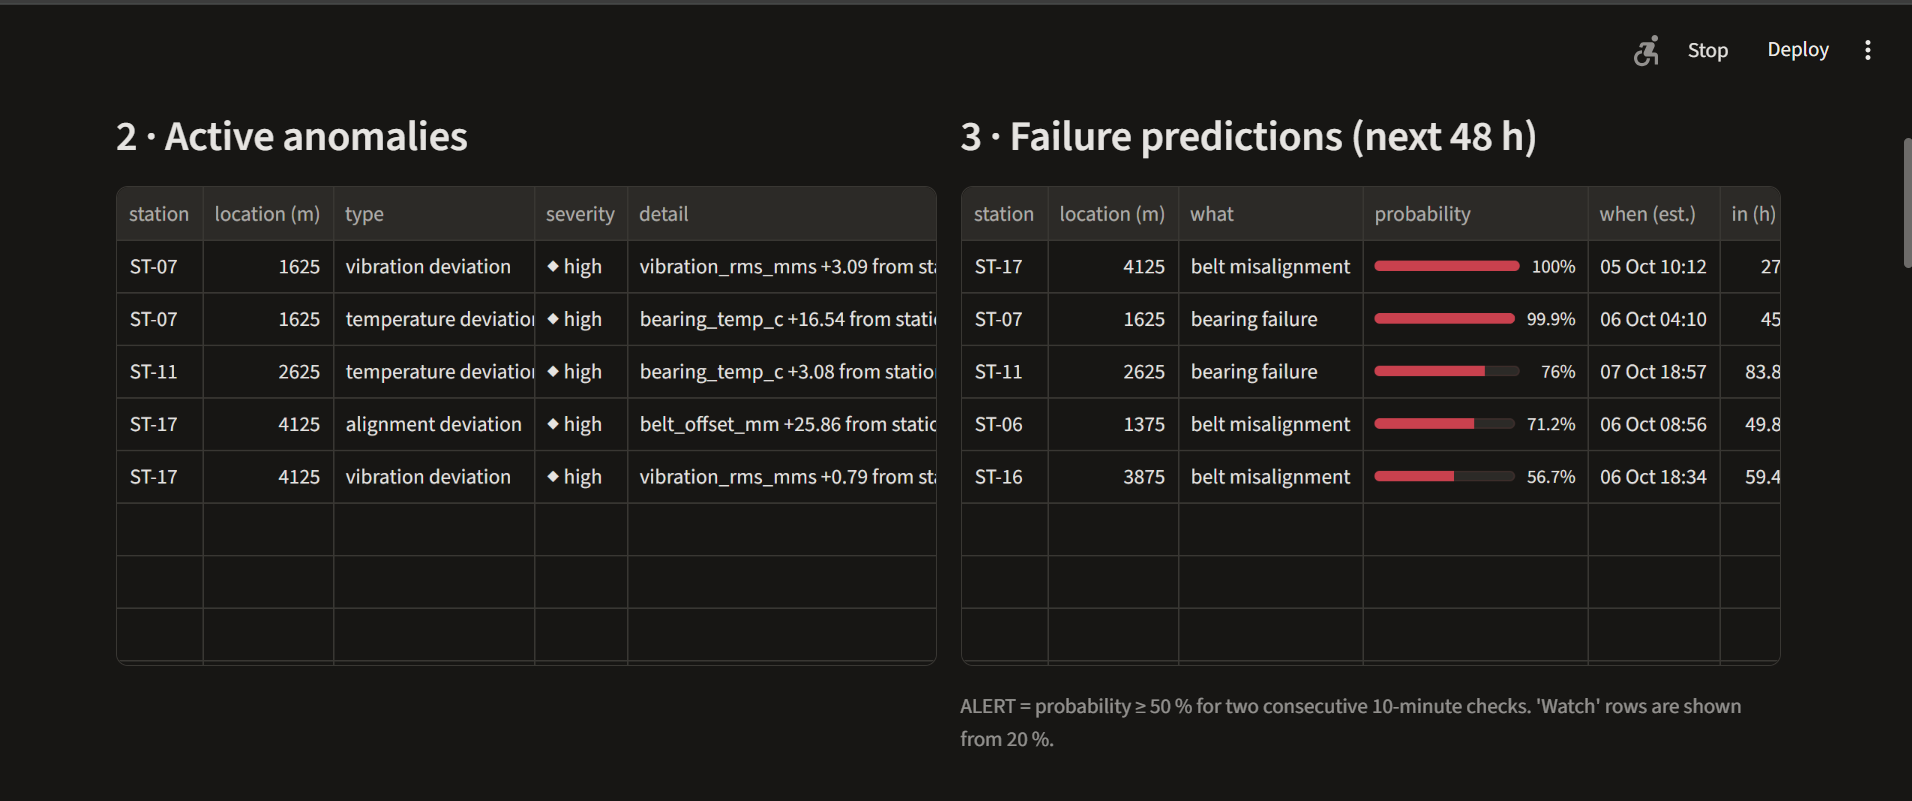 Stop Deploy
2 · Active anomalies
station location (m) type severity detail
ST-07 1625 vibration deviation ◆ high vibration_rms_mms +3.09 from sta
ST-07 1625 temperature deviation ◆ high bearing_temp_c +16.54 from static
ST-11 2625 temperature deviation ◆ high bearing_temp_c +3.08 from statio
ST-17 4125 alignment deviation ◆ high belt_offset_mm +25.86 from static
ST-17 4125 vibration deviation ◆ high vibration_rms_mms +0.79 from sta
3 · Failure predictions (next 48 h)
station location (m) what probability when (est.) in (h)
ST-17 4125 belt misalignment 100% 05 Oct 10:12 27
ST-07 1625 bearing failure 99.9% 06 Oct 04:10 45
ST-11 2625 bearing failure 76% 07 Oct 18:57 83.8
ST-06 1375 belt misalignment 71.2% 06 Oct 08:56 49.8
ST-16 3875 belt misalignment 56.7% 06 Oct 18:34 59.4
ALERT = probability ≥ 50 % for two consecutive 10-minute checks. 'Watch' rows are shown
from 20 %.